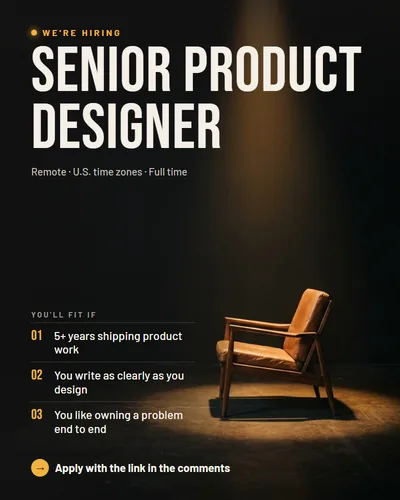 WE'RE HIRING
SENIOR PRODUCT
DESIGNER
Remote · U.S. time zones · Full time
YOU'LL FIT IF
01 5+ years shipping product
work
02 You write as clearly as you
design
03 You like owning a problem
end to end
→ Apply with the link in the comments